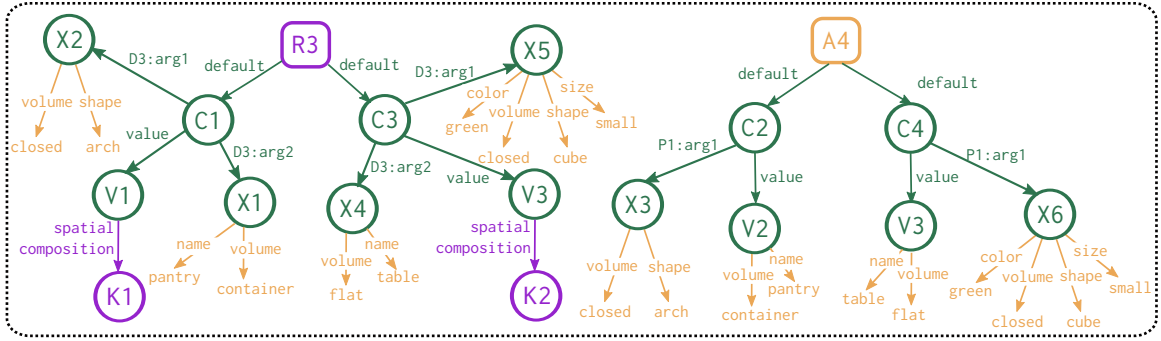 X2
R3
X5
A4
D3:arg1
default
default
D3:arg1
default
default
volume
shape
color
volume
shape
size
C1
C3
green
small
C2
C4
closed
arch
value
D3:arg2
D3:arg2
value
closed
cube
P1:arg1
value
value
P1:arg1
V1
X1
X4
V3
X3
V2
V3
X6
spatial
composition
name
volume
volume
name
spatial
composition
pantry
container
flat
table
K1
K2
volume
shape
volume
name
name
volume
color
volume
shape
size
closed
arch
container
pantry
table
flat
green
closed
cube
small